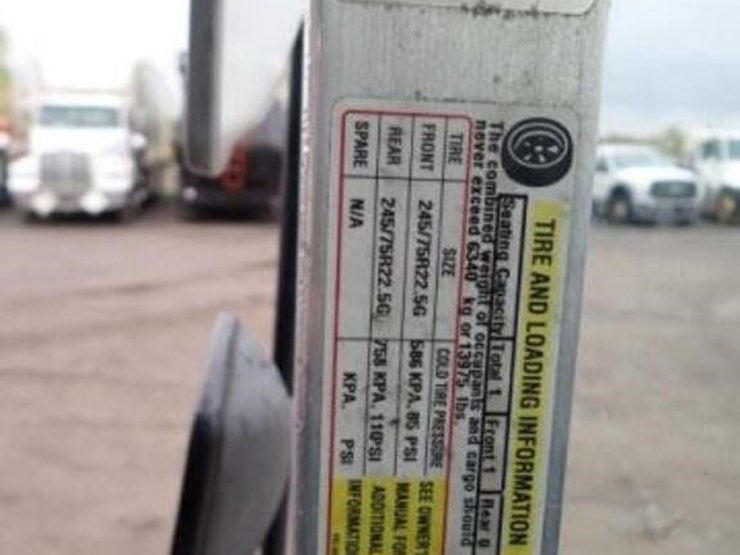 TIRE AND LOADING INFORMATION
Seating Capacity Total 1 Front 1 Rear 0
The combined weight of occupants and cargo should
never exceed 6340 kg or 13975 lbs.
TIRE SIZE COLD TIRE PRESSURE SEE OWNER'S
FRONT 245/75R22.5G 586 KPA, 85 PSI MANUAL FOR
REAR 245/75R22.5G 758 KPA, 110PSI ADDITIONAL
SPARE N/A KPA, PSI INFORMATION